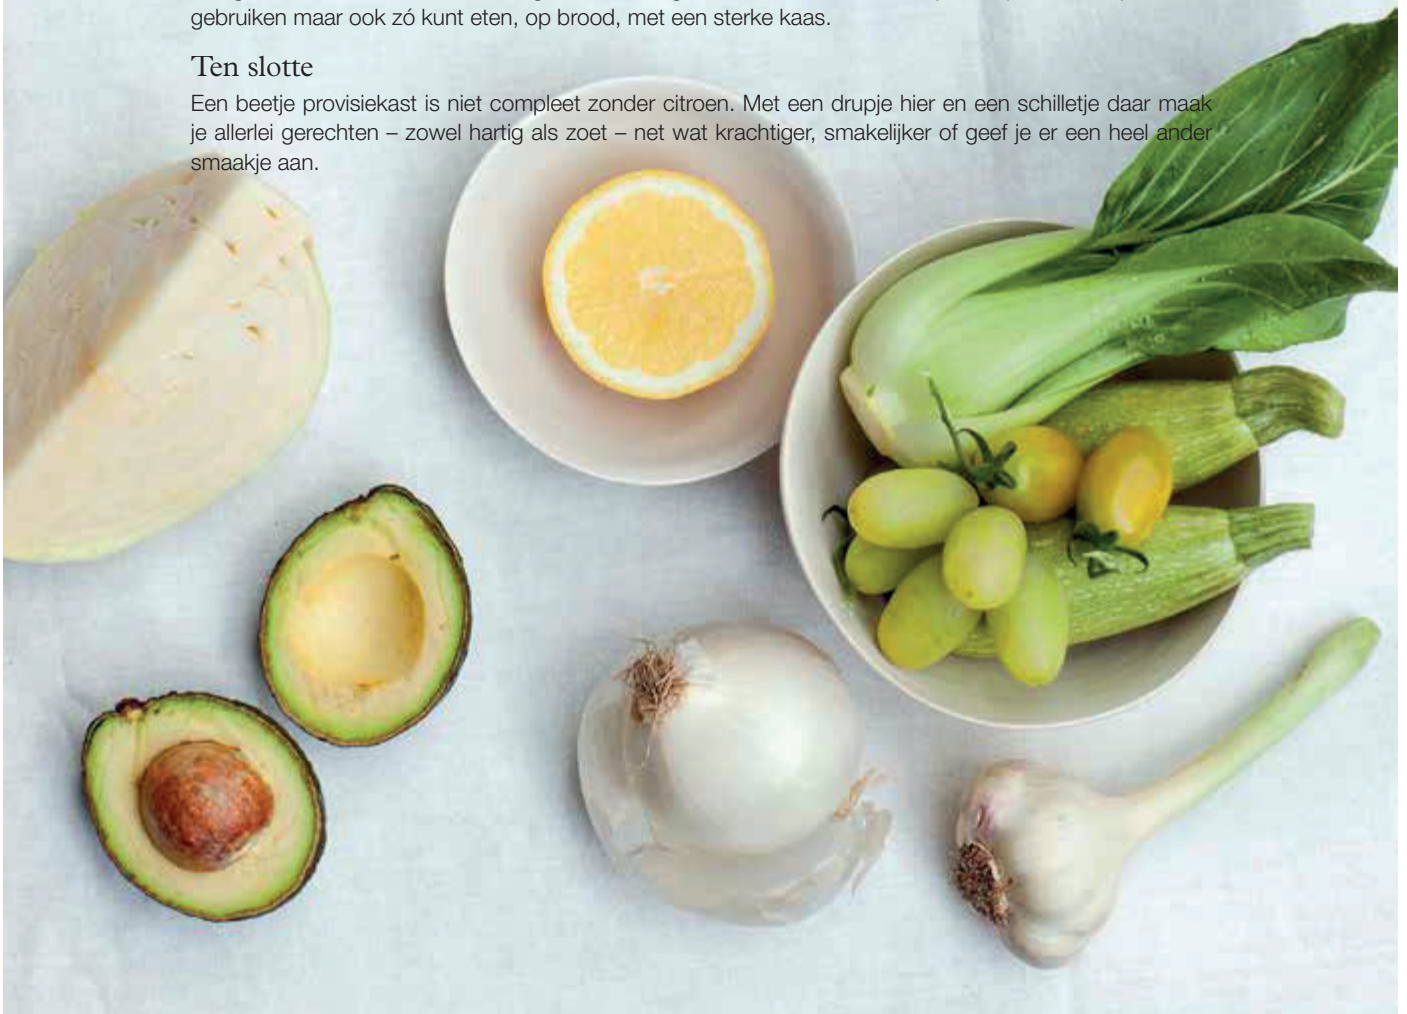 gebruiken maar ook zó kunt eten, op brood, met een sterke kaas.
Ten slotte
Een beetje provisiekast is niet compleet zonder citroen. Met een drupje hier en een schilletje daar maak
je allerlei gerechten – zowel hartig als zoet – net wat krachtiger, smakelijker of geef je er een heel ander
smaakje aan.